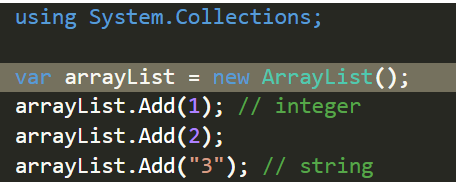 using System.Collections;
var arrayList = new ArrayList();
arrayList.Add(1); // integer
arrayList.Add(2);
arrayList.Add("3"); // string